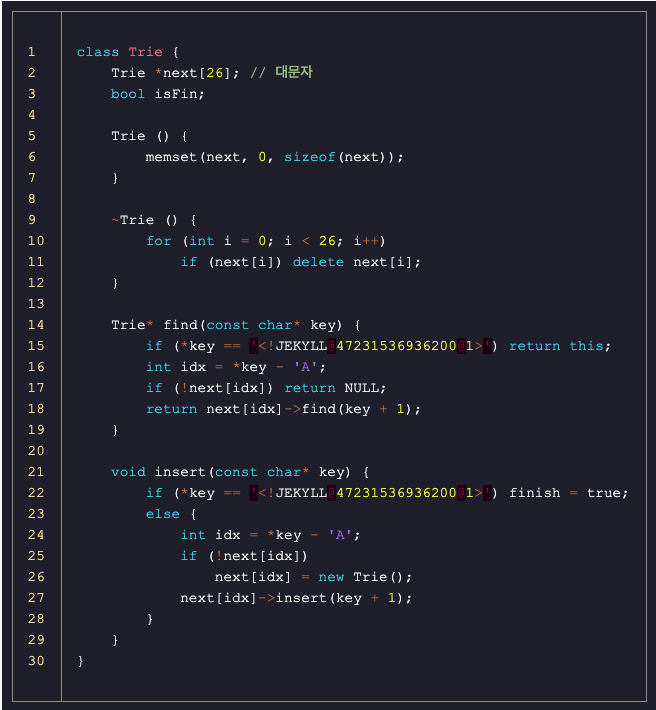 1 class Trie {
2     Trie *next[26]; // 대문자
3     bool isFin;
4
5     Trie () {
6         memset(next, 0, sizeof(next));
7     }
8
9     ~Trie () {
10         for (int i = 0; i < 26; i++)
11             if (next[i]) delete next[i];
12     }
13
14     Trie* find(const char* key) {
15         if (*key == '<!JEKYLL@47231536936200@1>') return this;
16         int idx = *key - 'A';
17         if (!next[idx]) return NULL;
18         return next[idx]->find(key + 1);
19     }
20
21     void insert(const char* key) {
22         if (*key == '<!JEKYLL@47231536936200@1>') finish = true;
23         else {
24             int idx = *key - 'A';
25             if (!next[idx])
26                 next[idx] = new Trie();
27             next[idx]->insert(key + 1);
28         }
29     }
30 }